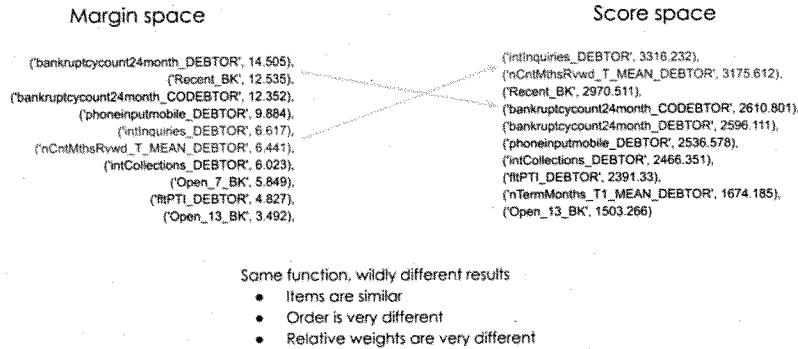 Margin space
('bankruptcycount24month_DEBTOR', 14.505),
('Recent_BK', 12.535),
('bankruptcycount24month_CODEBTOR', 12.352),
('phoneinputmobile_DEBTOR', 9.884),
('intInquiries_DEBTOR', 6.617),
('nCntMthsRvwd_T_MEAN_DEBTOR', 6.441),
('intCollections_DEBTOR', 6.023),
('Open_7_BK', 5.849),
('fltPTI_DEBTOR', 4.827),
('Open_13_BK', 3.492),
Score space
('intInquiries_DEBTOR', 3316.232),
('nCntMthsRvwd_T_MEAN_DEBTOR', 3175.612),
('Recent_BK', 2970.511),
('bankruptcycount24month_CODEBTOR', 2610.801),
('bankruptcycount24month_DEBTOR', 2596.111),
('phoneinputmobile_DEBTOR', 2536.578),
('intCollections_DEBTOR', 2466.351),
('fltPTI_DEBTOR', 2391.33),
('nTermMonths_T1_MEAN_DEBTOR', 1674.185),
('Open_13_BK', 1503.266)
Same function, wildly different results
● Items are similar
● Order is very different
● Relative weights are very different